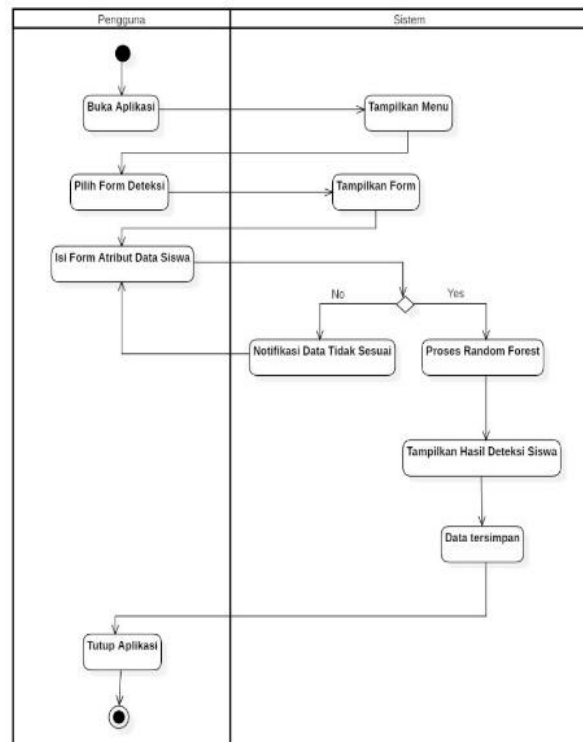 Pengguna
Sistem
Buka Aplikasi
Tampilkan Menu
Pilih Form Deteksi
Tampilkan Form
Isi Form Atribut Data Siswa
No
Yes
Notifikasi Data Tidak Sesuai
Proses Random Forest
Tampilkan Hasil Deteksi Siswa
Data tersimpan
Tutup Aplikasi